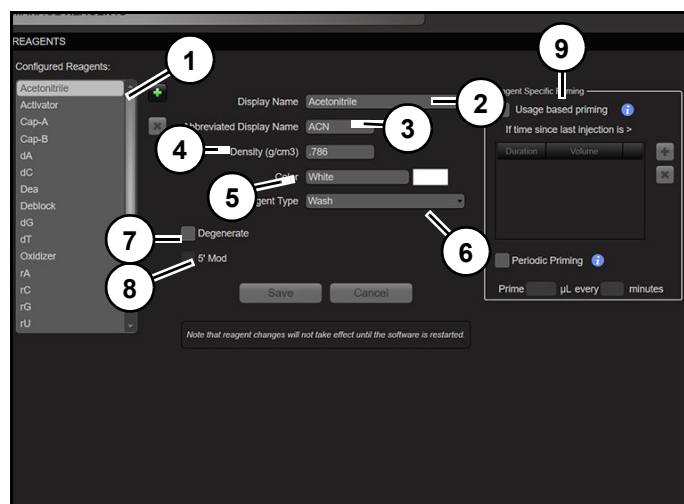 REAGENTS
Configured Reagents:
Acetonitrile
Activator
Cap-A
Cap-B
dA
dC
Dea
Deblock
dG
dT
Oxidizer
rA
rC
rG
rU
1
2
3
4
5
6
7
8
9
Display Name Acetonitrile
Abbreviated Display Name ACN
Density (g/cm3) .786
Color White
Type Wash
Degenerate
5' Mod
Save Cancel
Note that reagent changes will not take effect until the software is restarted.
Specific Priming
Usage based priming
If time since last injection is >
Duration Volume
Periodic Priming
Prime µL every minutes